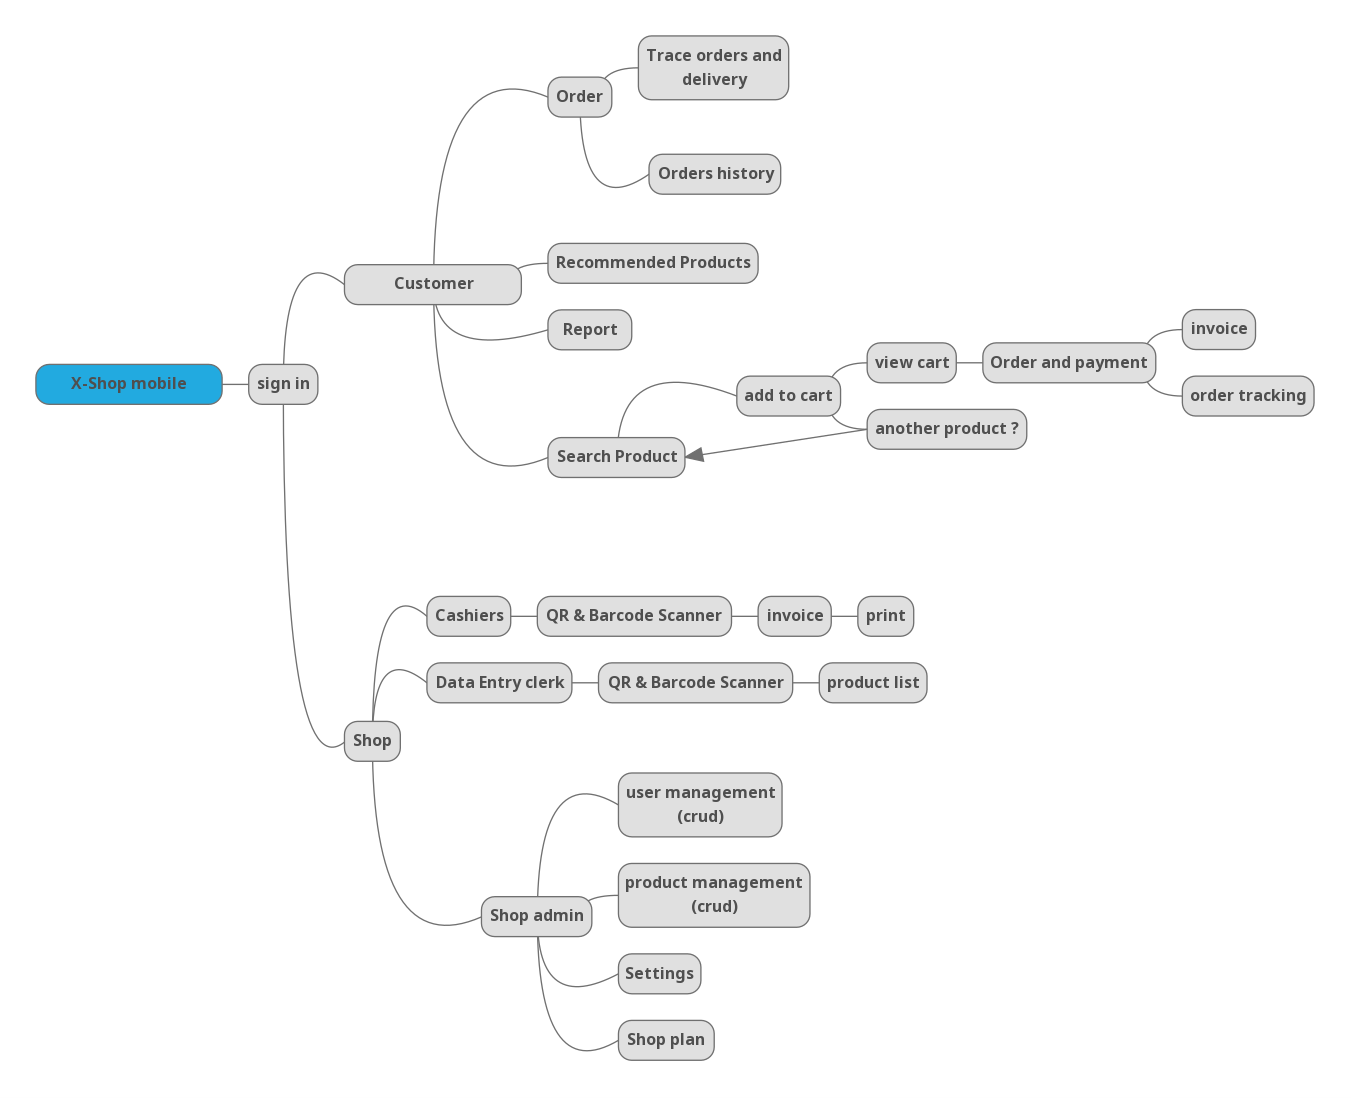 Trace orders and
delivery
Order
Orders history
Recommended Products
Customer
Report
invoice
view cart
Order and payment
X-Shop mobile
sign in
add to cart
order tracking
another product ?
Search Product
Cashiers
QR & Barcode Scanner
invoice
print
Data Entry clerk
QR & Barcode Scanner
product list
Shop
user management
(crud)
product management
(crud)
Shop admin
Settings
Shop plan